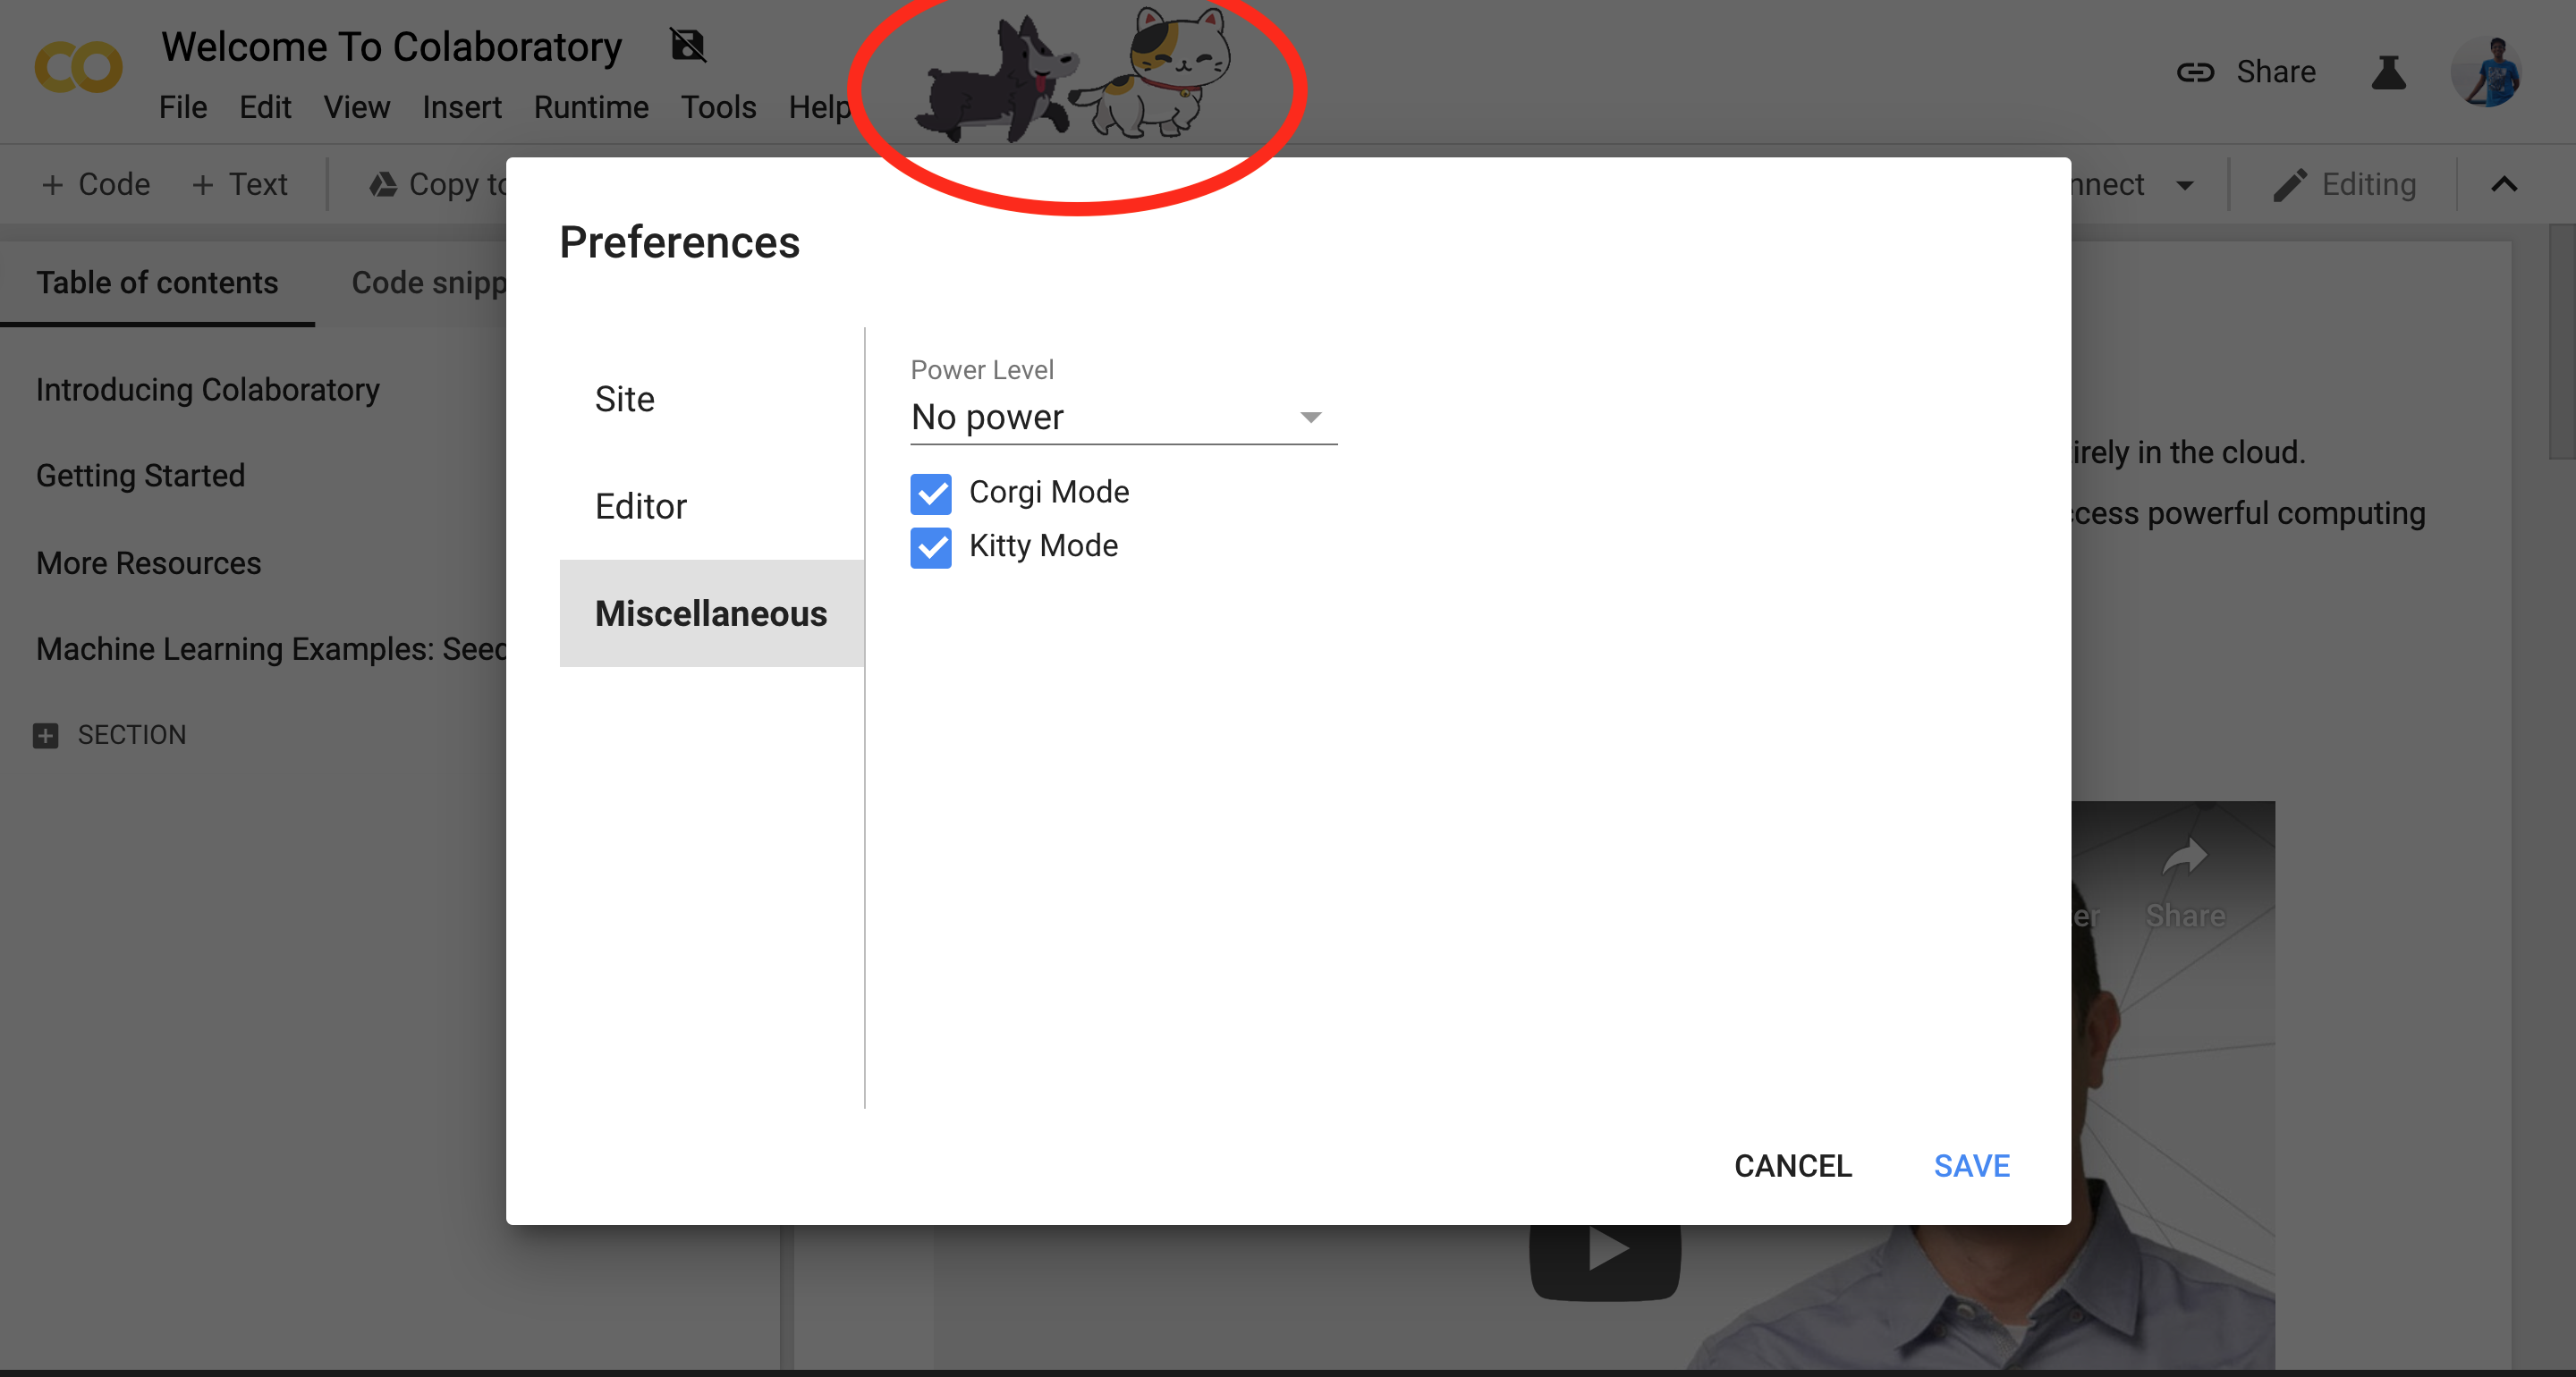 Welcome To Colaboratory
File Edit View Insert Runtime Tools Help
Share
+ Code + Text Copy to
nnect
Editing
Preferences
Table of contents
Code snipp
Introducing Colaboratory
Getting Started
More Resources
Machine Learning Examples: Seed
SECTION
Site
Editor
Miscellaneous
Power Level
No power
Corgi Mode
Kitty Mode
irely in the cloud.
ccess powerful computing
er
Share
CANCEL
SAVE